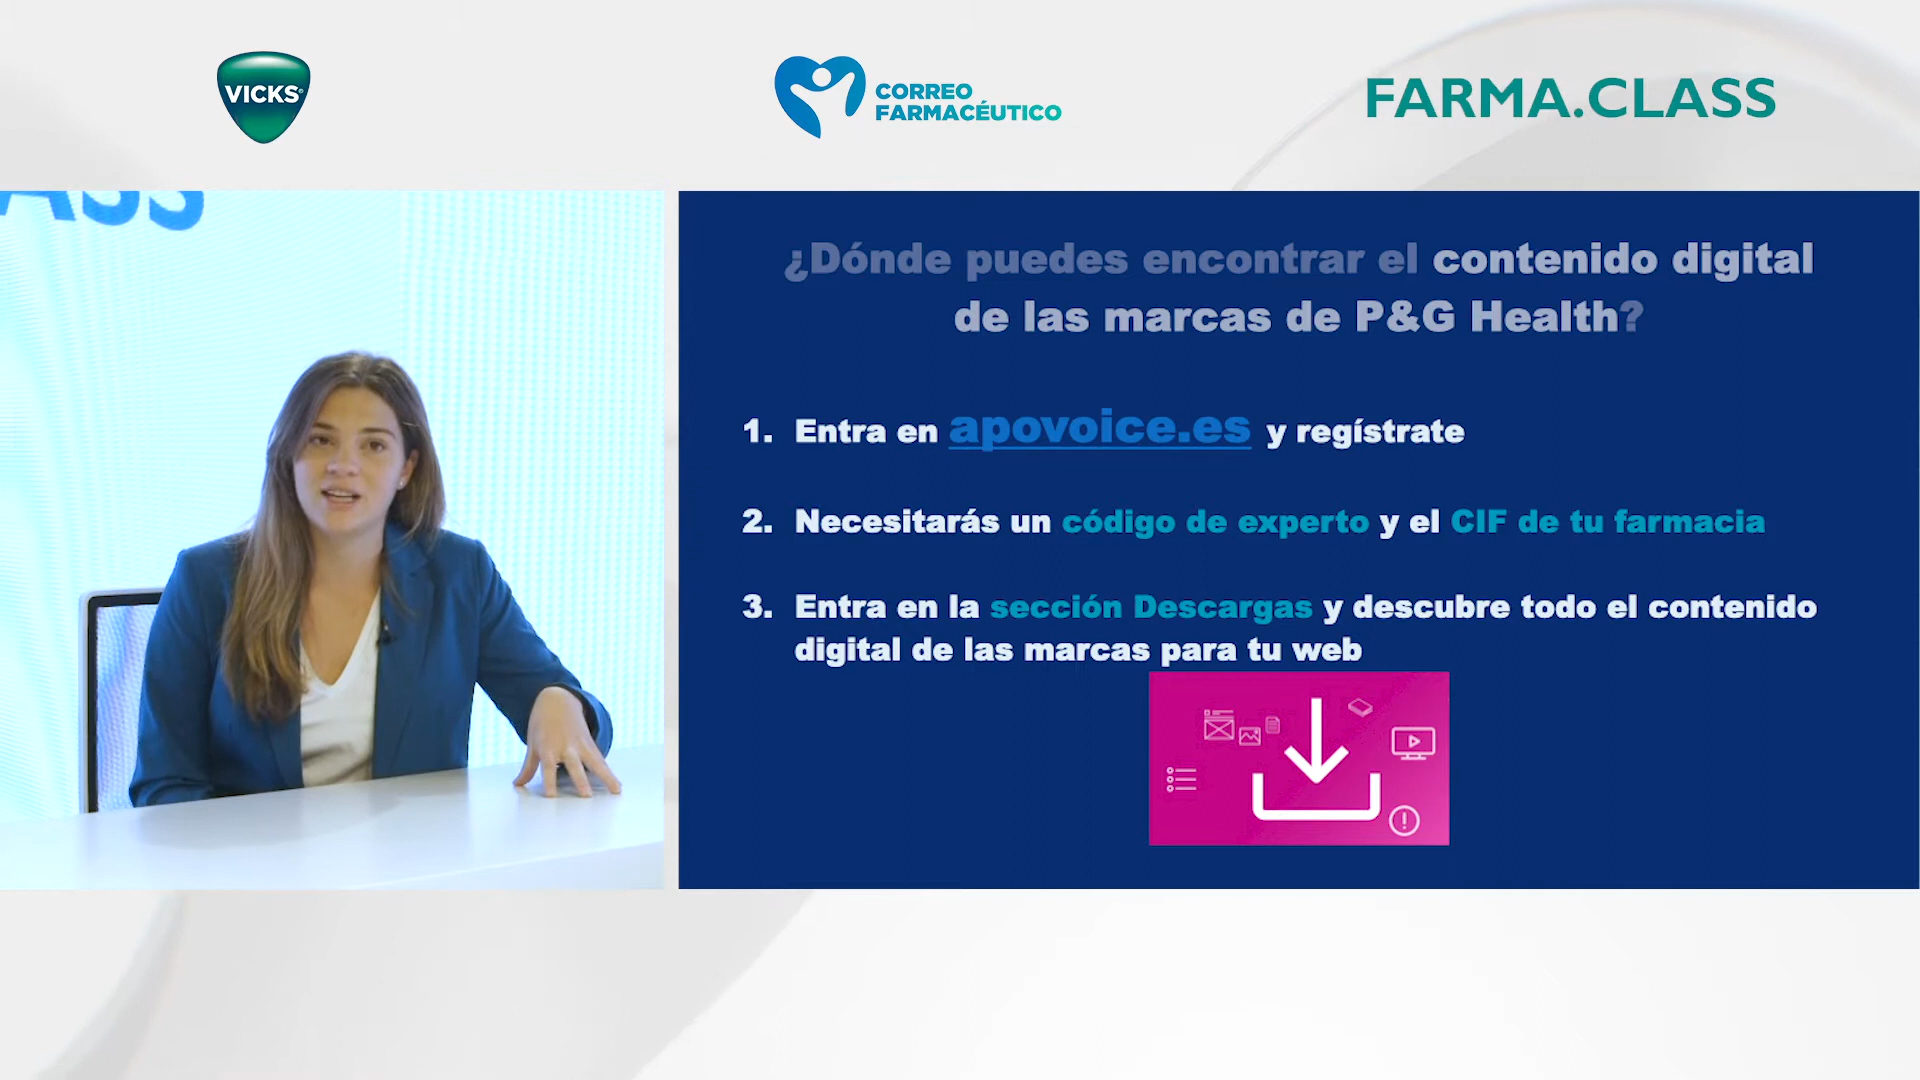 VICKS
CORREO
FARMACÉUTICO
FARMA.CLASS
¿Dónde puedes encontrar el contenido digital
de las marcas de P&G Health?
1. Entra en apovoice.es y regístrate
2. Necesitarás un código de experto y el CIF de tu farmacia
3. Entra en la sección Descargas y descubre todo el contenido
digital de las marcas para tu web